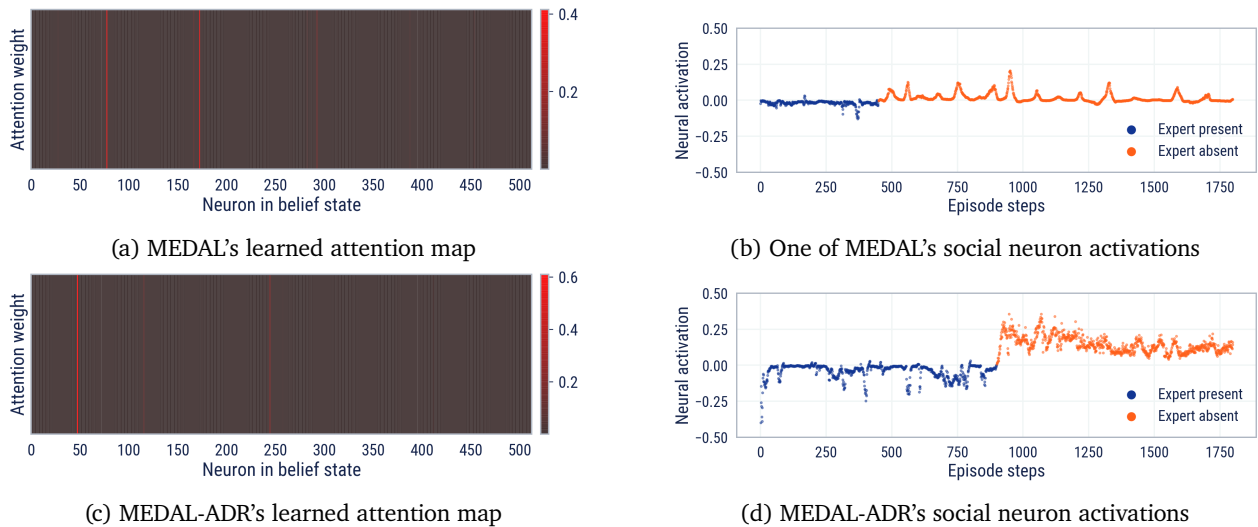 Attention weight
0.4
0.2
0 50 100 150 200 250 300 350 400 450 500
Neuron in belief state
(a) MEDAL's learned attention map
Neural activation
0.50
0.25
0.00
−0.25
−0.50
Expert present
Expert absent
0 250 500 750 1000 1250 1500 1750
Episode steps
(b) One of MEDAL's social neuron activations
Attention weight
0.6
0.4
0.2
0 50 100 150 200 250 300 350 400 450 500
Neuron in belief state
(c) MEDAL-ADR's learned attention map
Neural activation
0.50
0.25
0.00
−0.25
−0.50
Expert present
Expert absent
0 250 500 750 1000 1250 1500 1750
Episode steps
(d) MEDAL-ADR's social neuron activations